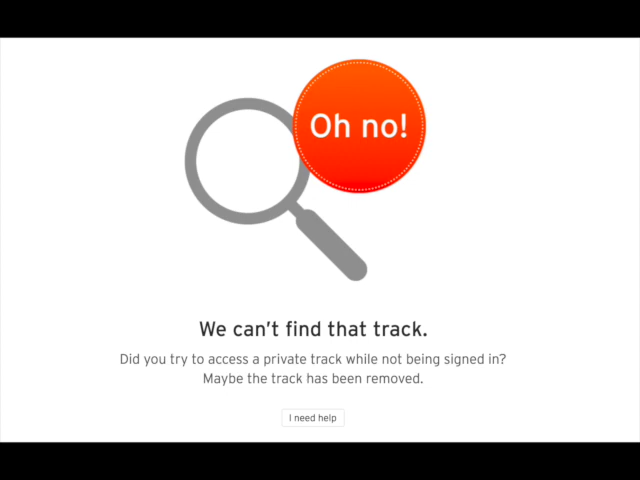 Oh no!
We can't find that track.
Did you try to access a private track while not being signed in?
Maybe the track has been removed.
I need help